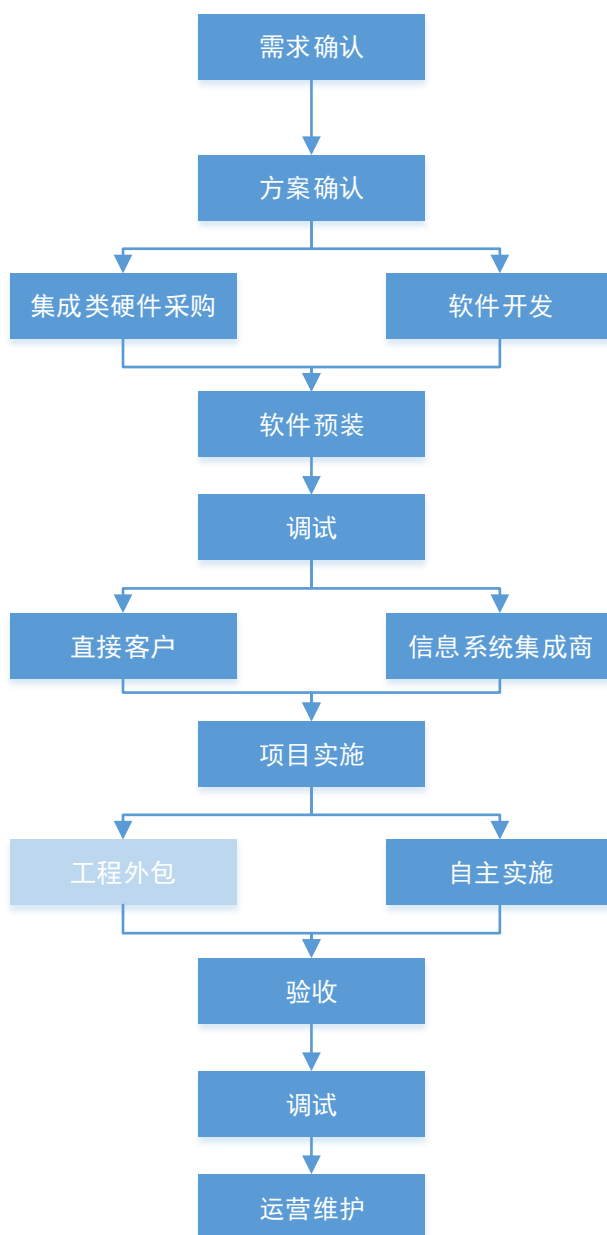 需求确认
方案确认
集成类硬件采购
软件开发
软件预装
调试
直接客户
信息系统集成商
项目实施
工程外包
自主实施
验收
调试
运营维护